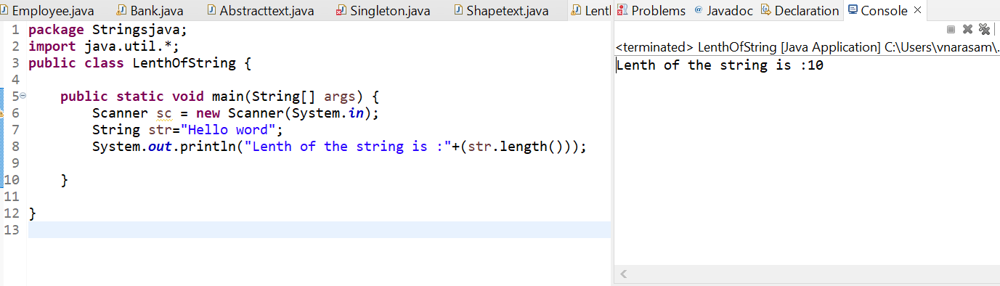 Employee.java Bank.java Abstracttext.java Singleton.java Shapetext.java Lentl
1 package Stringsjava;
2 import java.util.*;
3 public class LenthOfString {
4
5 public static void main(String[] args) {
6 Scanner sc = new Scanner(System.in);
7 String str="Hello word";
8 System.out.println("Lenth of the string is :"+(str.length()));
9
10 }
11
12 }
13
Problems @ Javadoc Declaration Console
<terminated> LenthOfString [Java Application] C:\Users\vnarasam\.
Lenth of the string is :10